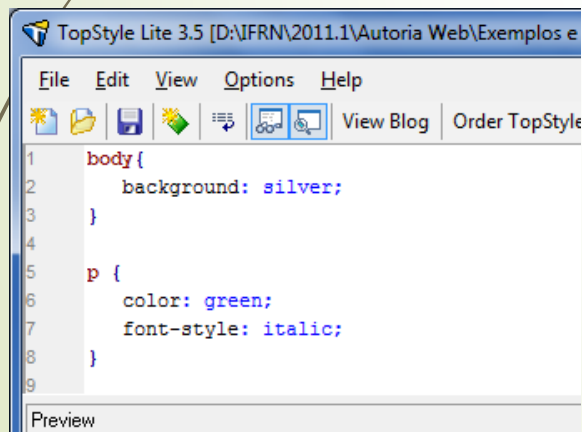 TopStyle Lite 3.5 [D:\IFRN\2011.1\Autoria Web\Exemplos e
File Edit View Options Help
View Blog Order TopStyle
1 body{
2 background: silver;
3 }
4
5 p {
6 color: green;
7 font-style: italic;
8 }
9
Preview